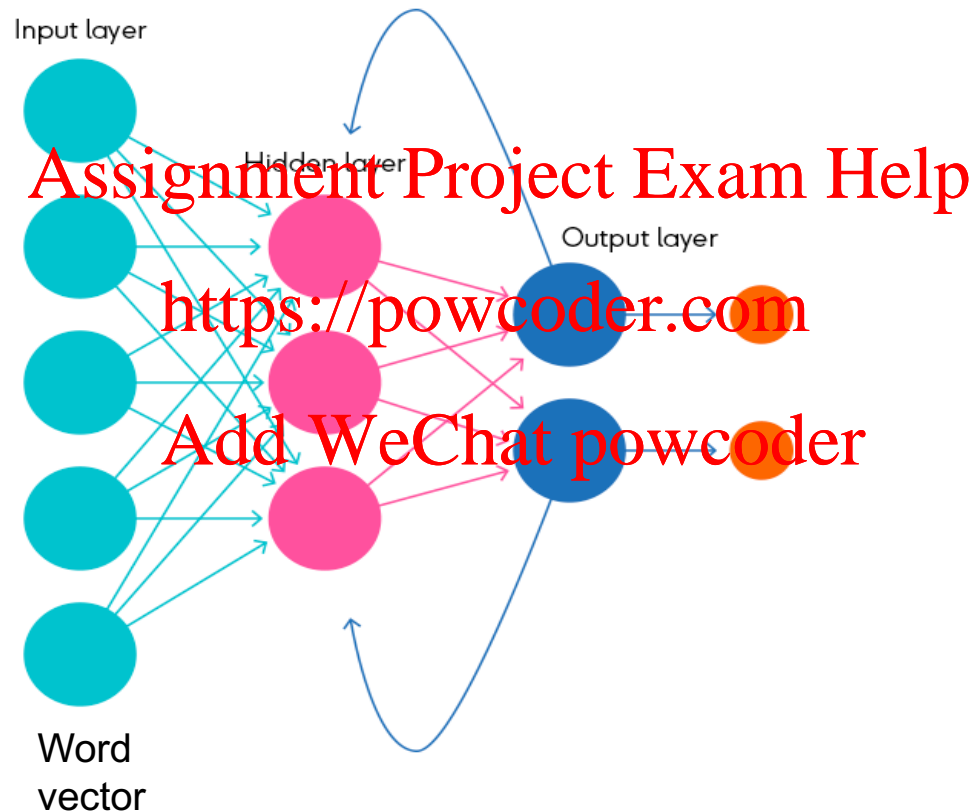 Input layer
Hidden layer
Assignment Project Exam Help
Output layer
https://powcoder.com
Add WeChat powcoder
Word
vector